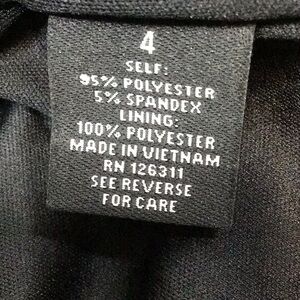 4
SELF:
95% POLYESTER
5% SPANDEX
LINING:
100% POLYESTER
MADE IN VIETNAM
RN 126311
SEE REVERSE
FOR CARE